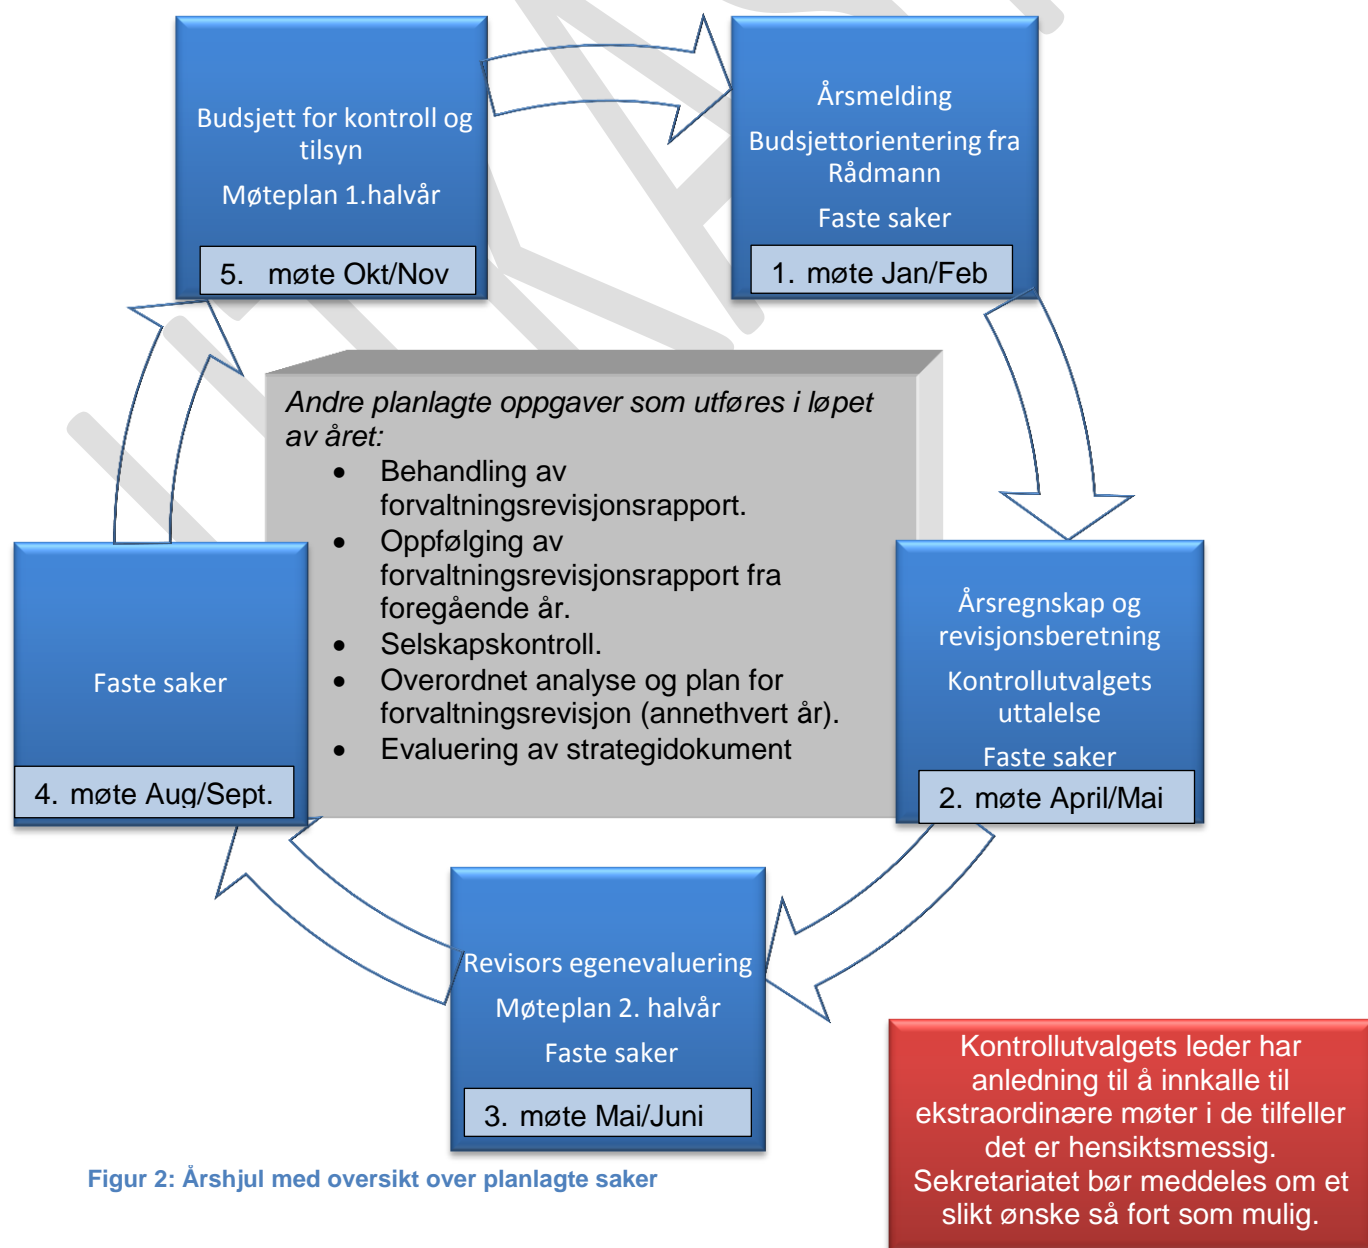 Budsjett for kontroll og
tilsyn
Møteplan 1.halvår
5. møte Okt/Nov
Årsmelding
Budsjettorientering fra
Rådmann
Faste saker
1. møte Jan/Feb
Andre planlagte oppgaver som utføres i løpet
av året:
• Behandling av
forvaltningsrevisjonsrapport.
• Oppfølging av
forvaltningsrevisjonsrapport fra
foregående år.
• Selskapskontroll.
• Overordnet analyse og plan for
forvaltningsrevisjon (annethvert år).
• Evaluering av strategidokument
Årsregnskap og
revisjonsberetning
Kontrollutvalgets
uttalelse
Faste saker
2. møte April/Mai
Faste saker
4. møte Aug/Sept.
Revisors egenevaluering
Møteplan 2. halvår
Faste saker
3. møte Mai/Juni
Kontrollutvalgets leder har
anledning til å innkalle til
ekstraordinære møter i de tilfeller
det er hensiktsmessig.
Sekretariatet bør meddeles om et
slikt ønske så fort som mulig.
Figur 2: Årshjul med oversikt over planlagte saker